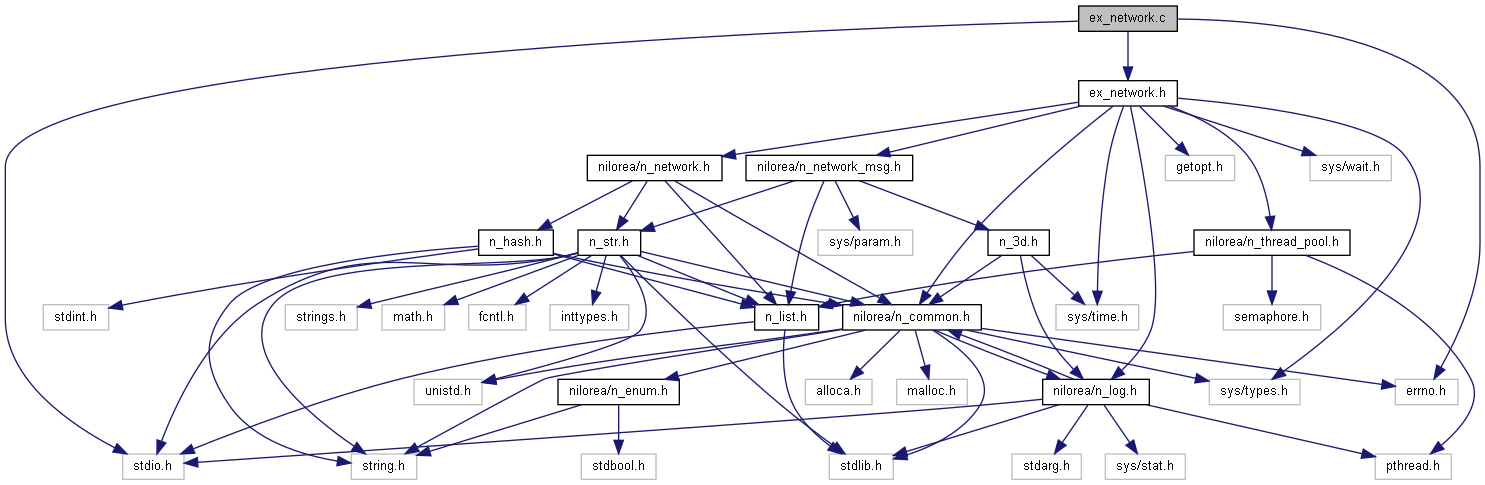 ex_network.c
ex_network.h
nilorea/n_network.h
nilorea/n_network_msg.h
getopt.h
sys/wait.h
n_hash.h
n_str.h
sys/param.h
n_3d.h
nilorea/n_thread_pool.h
stdint.h
strings.h
math.h
fcntl.h
inttypes.h
n_list.h
nilorea/n_common.h
sys/time.h
semaphore.h
unistd.h
nilorea/n_enum.h
alloca.h
malloc.h
nilorea/n_log.h
sys/types.h
errno.h
stdio.h
string.h
stdbool.h
stdlib.h
stdarg.h
sys/stat.h
pthread.h